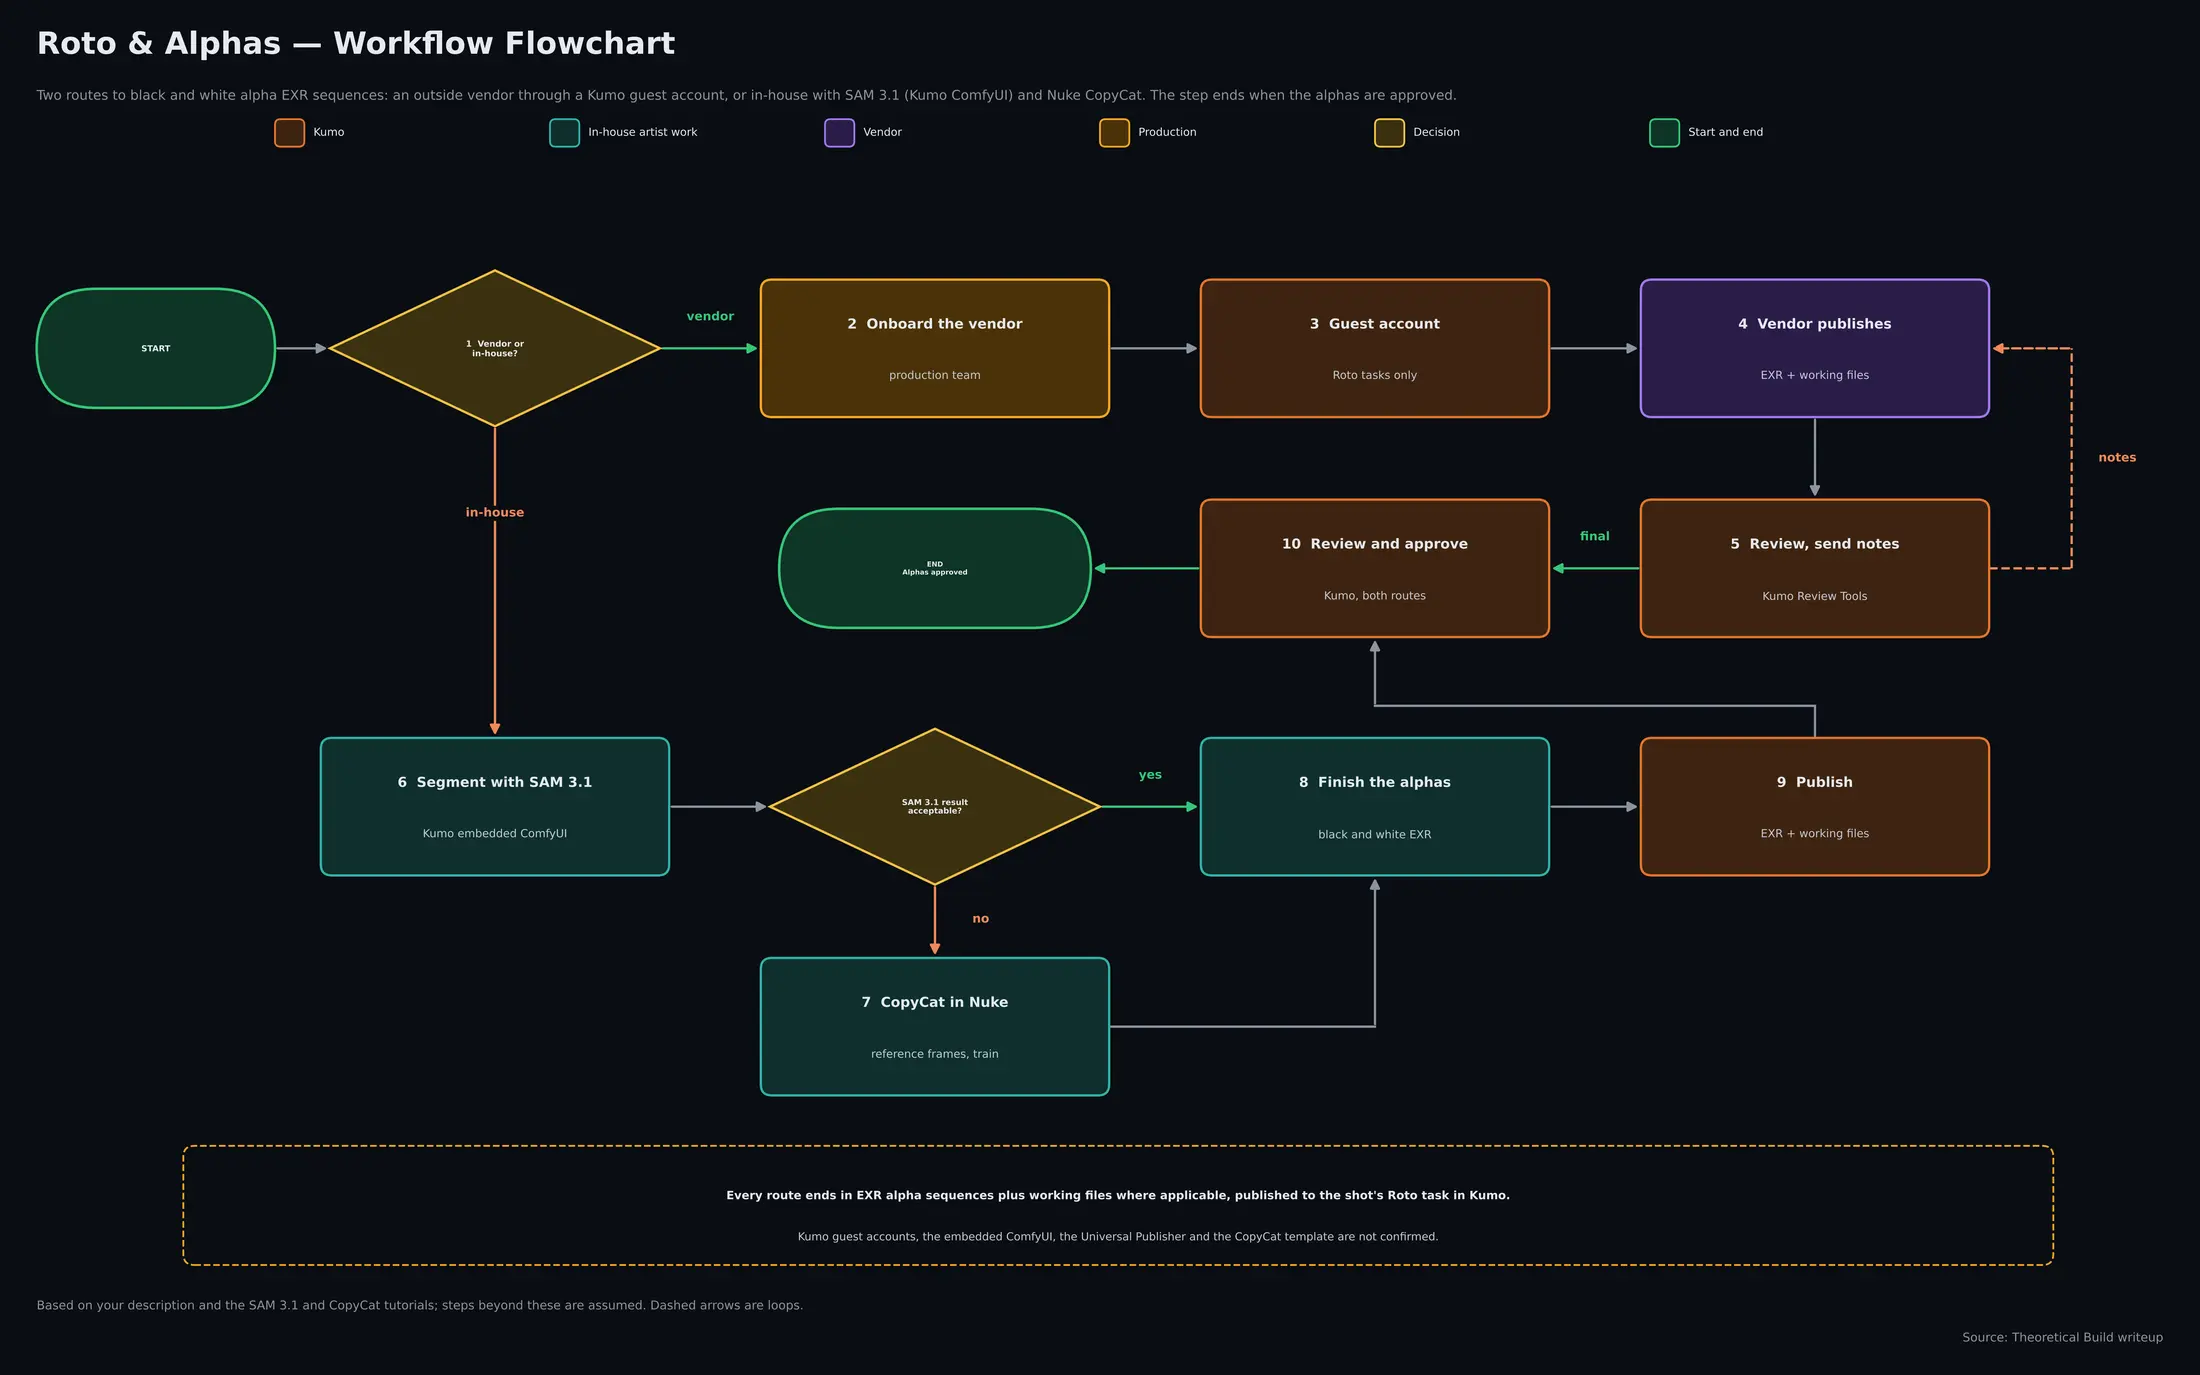 Roto & Alphas — Workflow Flowchart
Two routes to black and white alpha EXR sequences: an outside vendor through a Kumo guest account, or in-house with SAM 3.1 (Kumo ComfyUI) and Nuke CopyCat. The step ends when the alphas are approved.
Kumo
In-house artist work
Vendor
Production
Decision
Start and end
START
1 Vendor or
in-house?
vendor
2 Onboard the vendor
production team
3 Guest account
Roto tasks only
4 Vendor publishes
EXR + working files
notes
in-house
END
Alphas approved
10 Review and approve
Kumo, both routes
final
5 Review, send notes
Kumo Review Tools
6 Segment with SAM 3.1
Kumo embedded ComfyUI
SAM 3.1 result
acceptable?
yes
8 Finish the alphas
black and white EXR
9 Publish
EXR + working files
no
7 CopyCat in Nuke
reference frames, train
Every route ends in EXR alpha sequences plus working files where applicable, published to the shot's Roto task in Kumo.
Kumo guest accounts, the embedded ComfyUI, the Universal Publisher and the CopyCat template are not confirmed.
Based on your description and the SAM 3.1 and CopyCat tutorials; steps beyond these are assumed. Dashed arrows are loops.
Source: Theoretical Build writeup